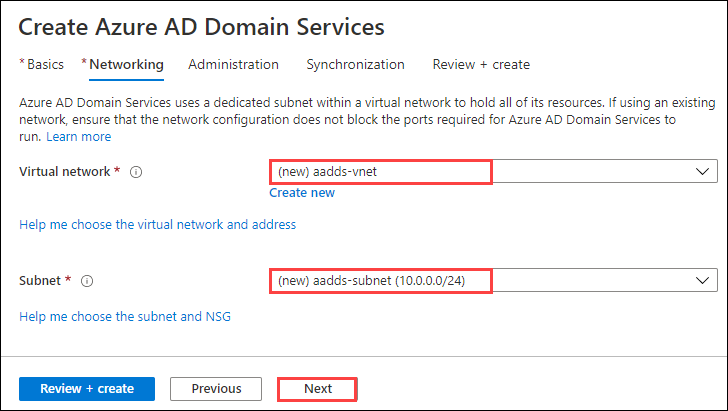 Create Azure AD Domain Services
* Basics * Networking Administration Synchronization Review + create
Azure AD Domain Services uses a dedicated subnet within a virtual network to hold all of its resources. If using an existing
network, ensure that the network configuration does not block the ports required for Azure AD Domain Services to
run. Learn more
Virtual network * (new) aadds-vnet
Create new
Help me choose the virtual network and address
Subnet * (new) aadds-subnet (10.0.0.0/24)
Help me choose the subnet and NSG
Review + create Previous Next